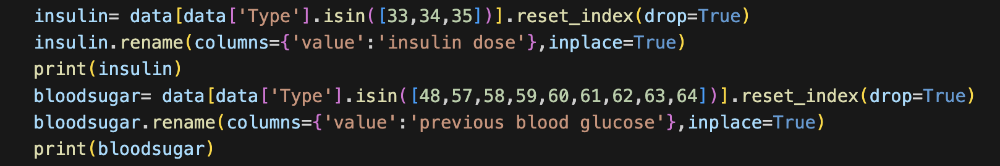 insulin= data[data['Type'].isin([33,34,35])].reset_index(drop=True)
insulin.rename(columns={'value':'insulin dose'},inplace=True)
print(insulin)
bloodsugar= data[data['Type'].isin([48,57,58,59,60,61,62,63,64])].reset_index(drop=True)
bloodsugar.rename(columns={'value':'previous blood glucose'},inplace=True)
print(bloodsugar)